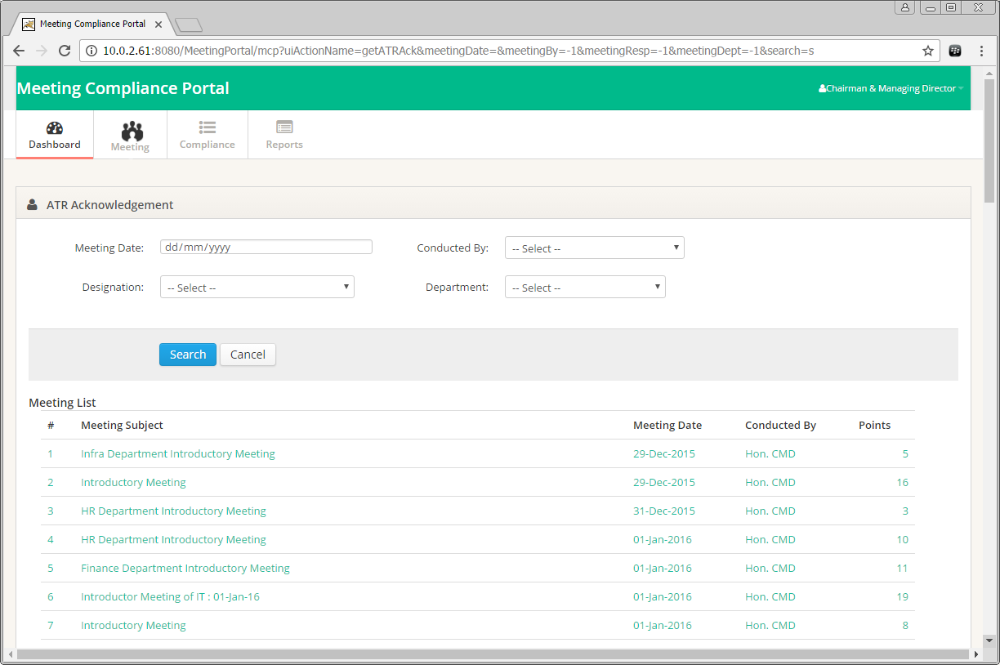 Meeting Compliance Portal
10.0.2.61:8080/MeetingPortal/mcp?uiActionName=getATRAck&meetingDate=&meetingBy=-1&meetingResp=-1&meetingDept=-1&search=s
Meeting Compliance Portal Chairman & Managing Director
Dashboard Meeting Compliance Reports
ATR Acknowledgement
Meeting Date: dd/mm/yyyy Conducted By: -- Select --
Designation: -- Select -- Department: -- Select --
Search Cancel
Meeting List
# Meeting Subject Meeting Date Conducted By Points
1 Infra Department Introductory Meeting 29-Dec-2015 Hon. CMD 5
2 Introductory Meeting 29-Dec-2015 Hon. CMD 16
3 HR Department Introductory Meeting 31-Dec-2015 Hon. CMD 3
4 HR Department Introductory Meeting 01-Jan-2016 Hon. CMD 10
5 Finance Department Introductory Meeting 01-Jan-2016 Hon. CMD 11
6 Introductor Meeting of IT : 01-Jan-16 01-Jan-2016 Hon. CMD 19
7 Introductory Meeting 01-Jan-2016 Hon. CMD 8